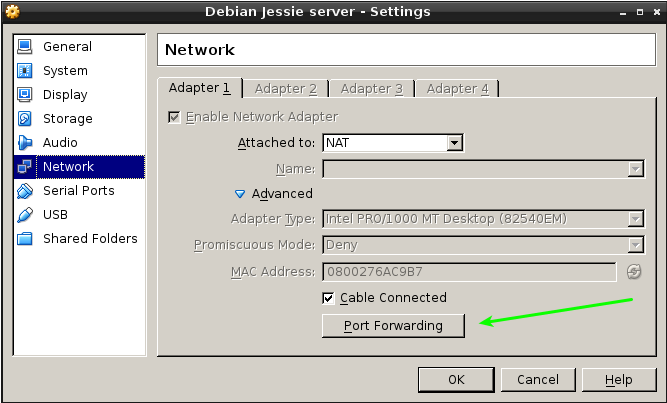 Debian Jessie server - Settings
General
System
Display
Storage
Audio
Network
Serial Ports
USB
Shared Folders
Network
Adapter 1
Adapter 2
Adapter 3
Adapter 4
Enable Network Adapter
Attached to: NAT
Name:
Advanced
Adapter Type: Intel PRO/1000 MT Desktop (82540EM)
Promiscuous Mode: Deny
MAC Address: 0800276AC9B7
Cable Connected
Port Forwarding
OK
Cancel
Help